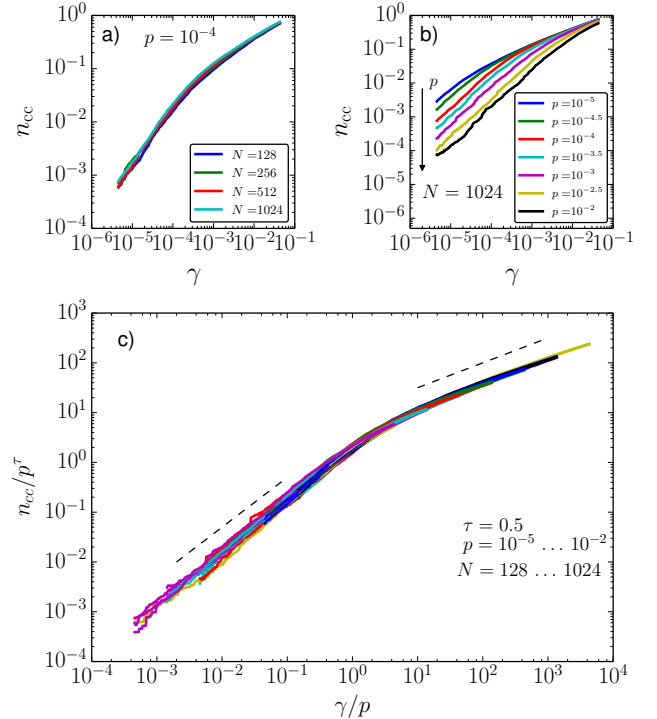 a) p = 10^{-4}
n_{cc}
10^0
10^{-1}
10^{-2}
10^{-3}
10^{-4}
N = 128
N = 256
N = 512
N = 1024
10^{-6} 10^{-5} 10^{-4} 10^{-3} 10^{-2} 10^{-1}
γ
b)
p
n_{cc}
10^0
10^{-1}
10^{-2}
10^{-3}
10^{-4}
10^{-5}
10^{-6}
N = 1024
p = 10^{-5}
p = 10^{-4.5}
p = 10^{-4}
p = 10^{-3.5}
p = 10^{-3}
p = 10^{-2.5}
p = 10^{-2}
10^{-6} 10^{-5} 10^{-4} 10^{-3} 10^{-2} 10^{-1}
γ
c)
n_{cc}/p^τ
10^3
10^2
10^1
10^0
10^{-1}
10^{-2}
10^{-3}
10^{-4}
τ = 0.5
p = 10^{-5} … 10^{-2}
N = 128 … 1024
10^{-4} 10^{-3} 10^{-2} 10^{-1} 10^0 10^1 10^2 10^3 10^4
γ/p